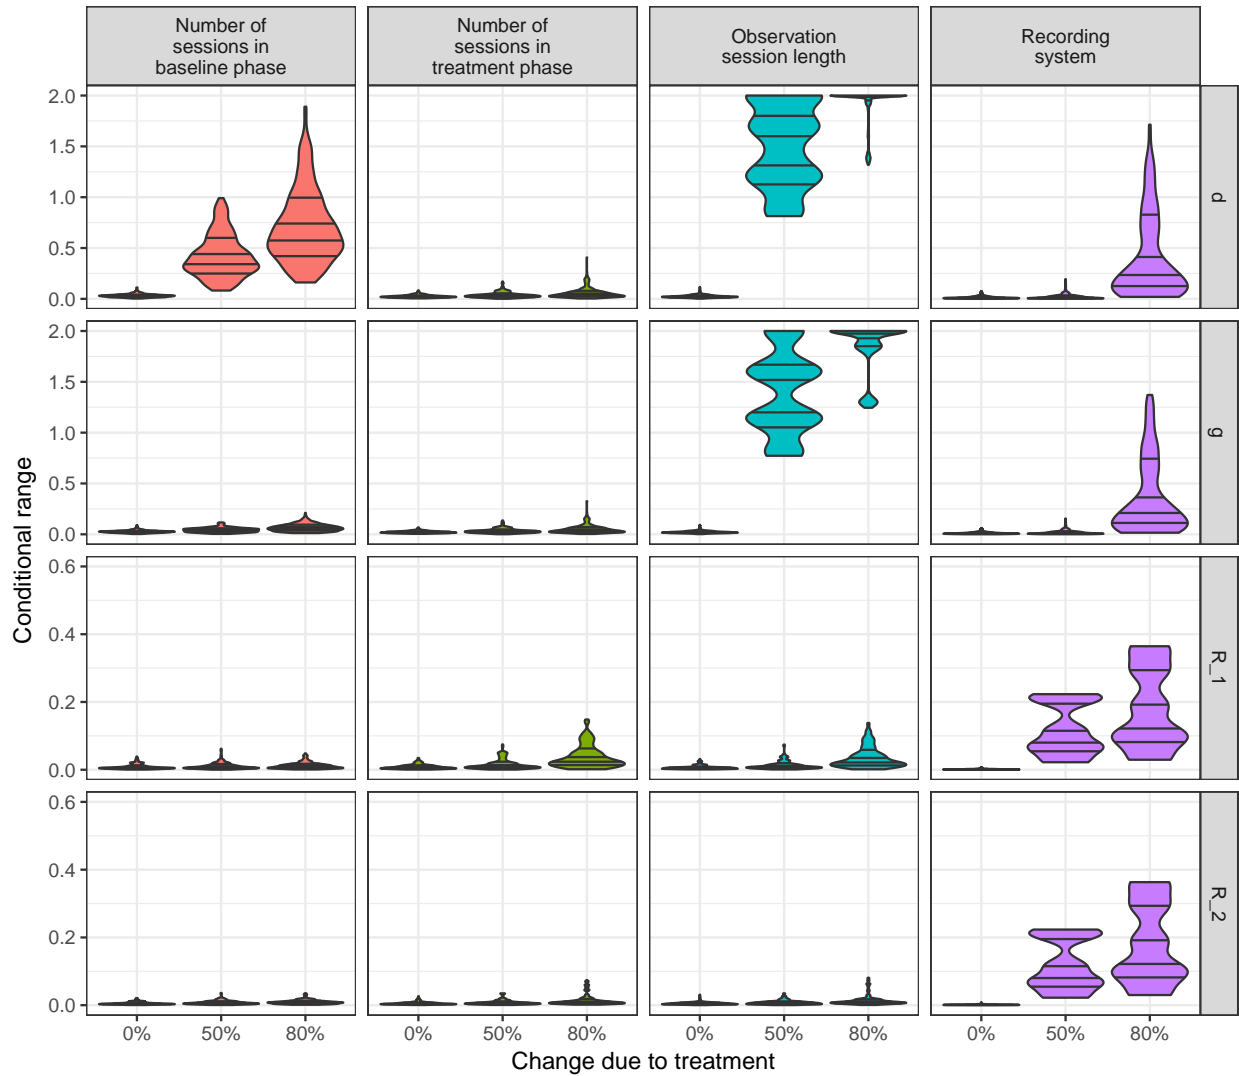 Number of
sessions in
baseline phase
Number of
sessions in
treatment phase
Observation
session length
Recording
system
Conditional range
2.0
1.5
1.0
0.5
0.0
d
2.0
1.5
1.0
0.5
0.0
g
0.6
0.4
0.2
0.0
R_1
0.6
0.4
0.2
0.0
R_2
0% 50% 80% 0% 50% 80% 0% 50% 80% 0% 50% 80%
Change due to treatment